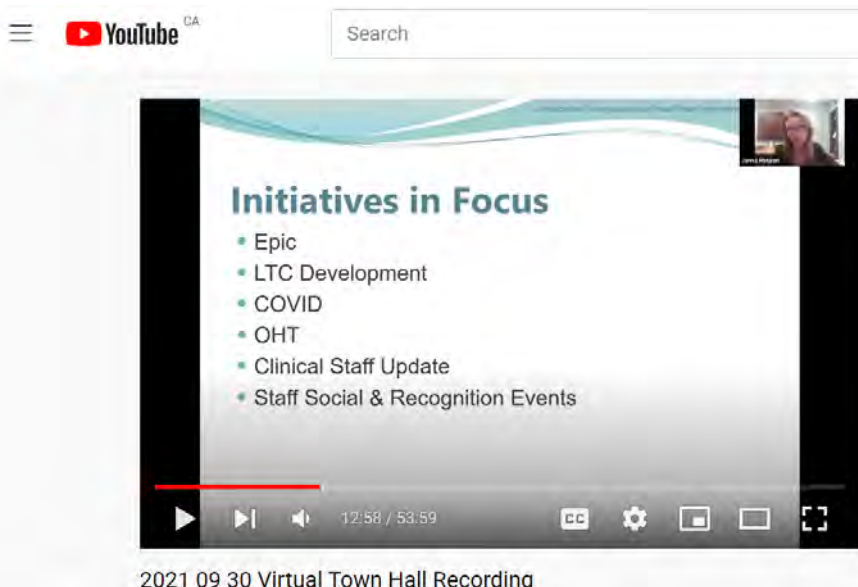 YouTube CA
Search
Initiatives in Focus
• Epic
• LTC Development
• COVID
• OHT
• Clinical Staff Update
• Staff Social & Recognition Events
12:58 / 53:59
CC
2021 09 30 Virtual Town Hall Recording